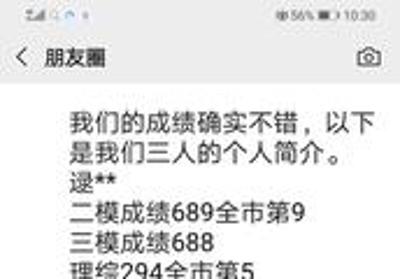 56% 10:30
朋友圈
我们的成绩确实不错，以下
是我们三人的个人简介。
逯**
二模成绩689全市第9
三模成绩688
理综294全市第5